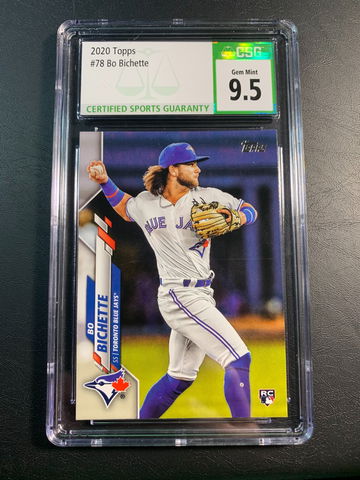 2020 Topps
#78 Bo Bichette
CSG
Gem Mint
9.5
CERTIFIED SPORTS GUARANTY
Topps
BLUE JAYS
BO
BICHETTE
SS | TORONTO BLUE JAYS™
RC